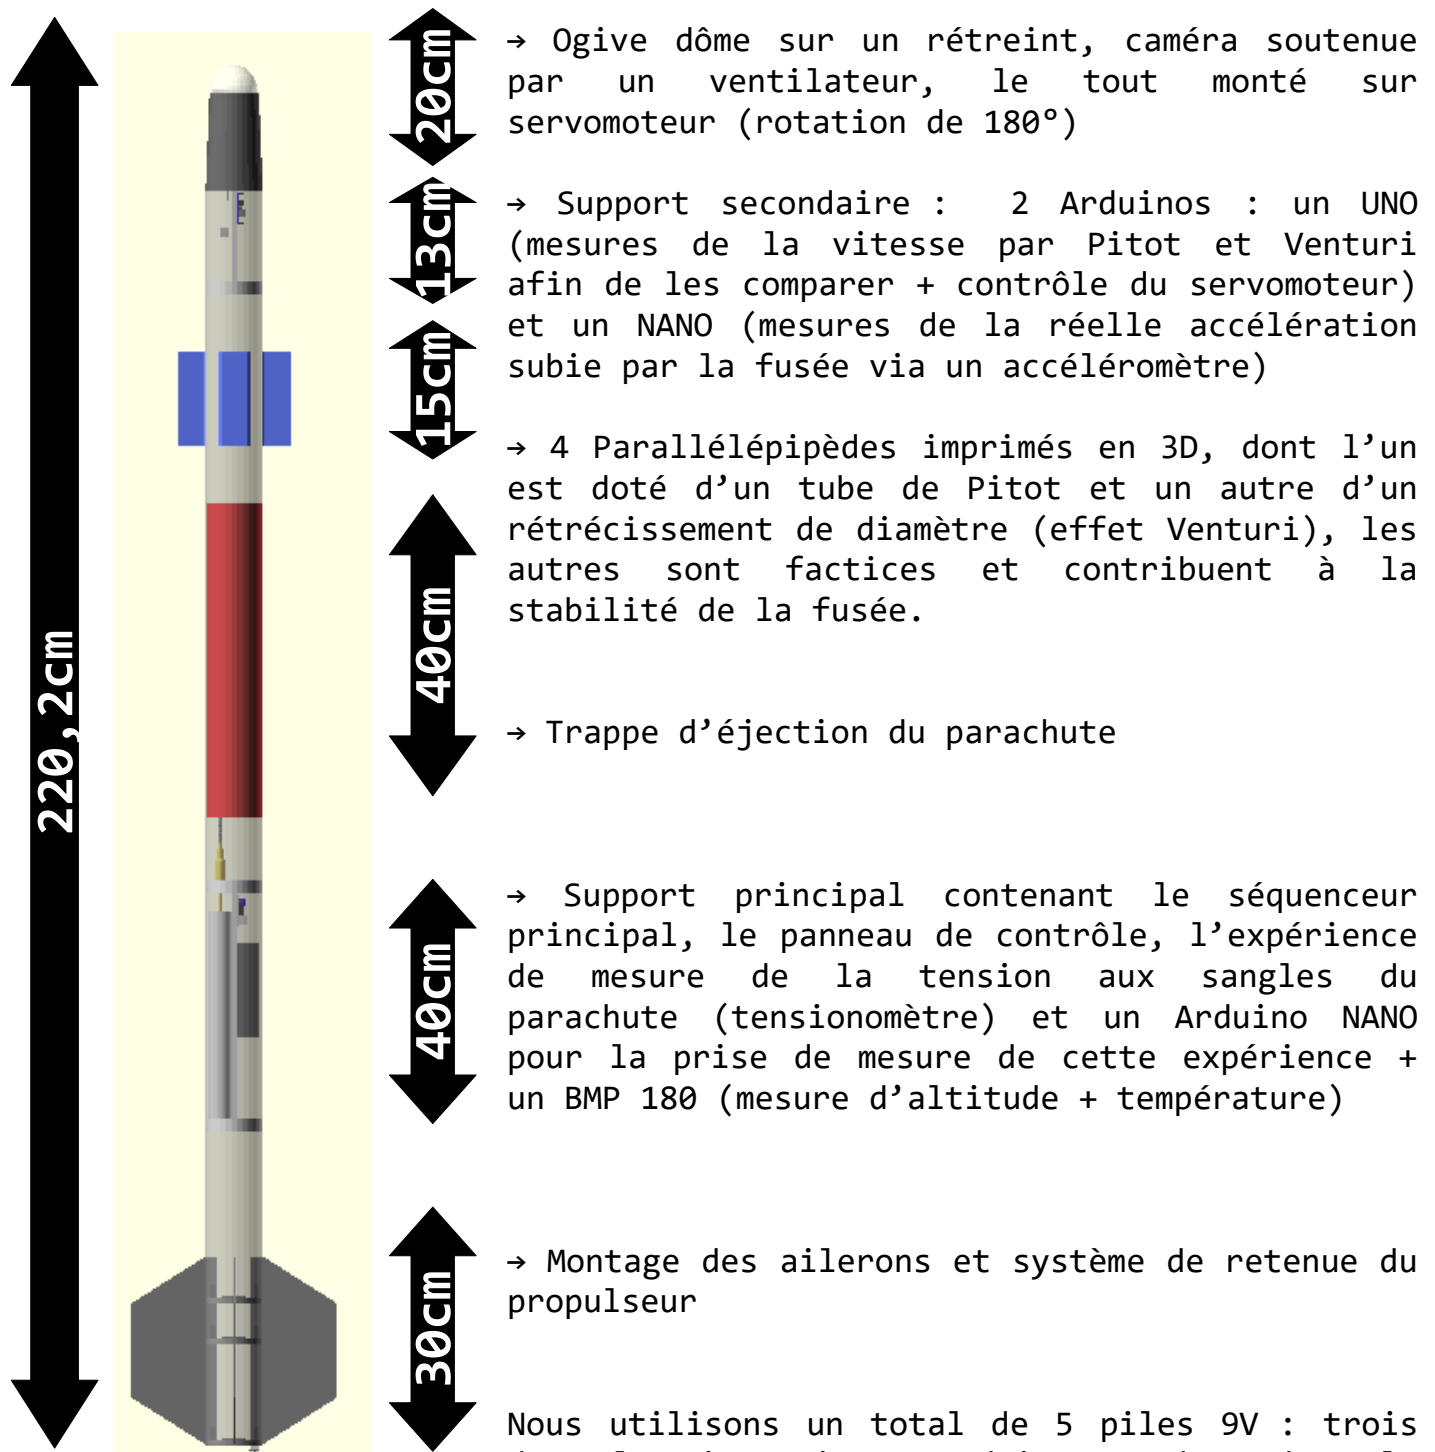 220,2cm
20cm
→ Ogive dôme sur un rétreint, caméra soutenue
par un ventilateur, le tout monté sur
servomoteur (rotation de 180°)
13cm
→ Support secondaire : 2 Arduinos : un UNO
(mesures de la vitesse par Pitot et Venturi
afin de les comparer + contrôle du servomoteur)
et un NANO (mesures de la réelle accélération
subie par la fusée via un accéléromètre)
15cm
→ 4 Parallélépipèdes imprimés en 3D, dont l’un
est doté d’un tube de Pitot et un autre d’un
rétrécissement de diamètre (effet Venturi), les
autres sont factices et contribuent à la
stabilité de la fusée.
40cm
→ Trappe d’éjection du parachute
40cm
→ Support principal contenant le séquenceur
principal, le panneau de contrôle, l’expérience
de mesure de la tension aux sangles du
parachute (tensionomètre) et un Arduino NANO
pour la prise de mesure de cette expérience +
un BMP 180 (mesure d’altitude + température)
30cm
→ Montage des ailerons et système de retenue du
propulseur
Nous utilisons un total de 5 piles 9V : trois